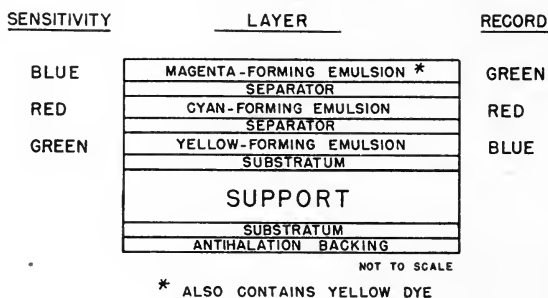 SENSITIVITY LAYER RECORD
BLUE MAGENTA-FORMING EMULSION * GREEN
SEPARATOR
RED CYAN-FORMING EMULSION RED
SEPARATOR
GREEN YELLOW-FORMING EMULSION BLUE
SUBSTRATUM
SUPPORT
SUBSTRATUM
ANTIHALATION BACKING
NOT TO SCALE
* ALSO CONTAINS YELLOW DYE